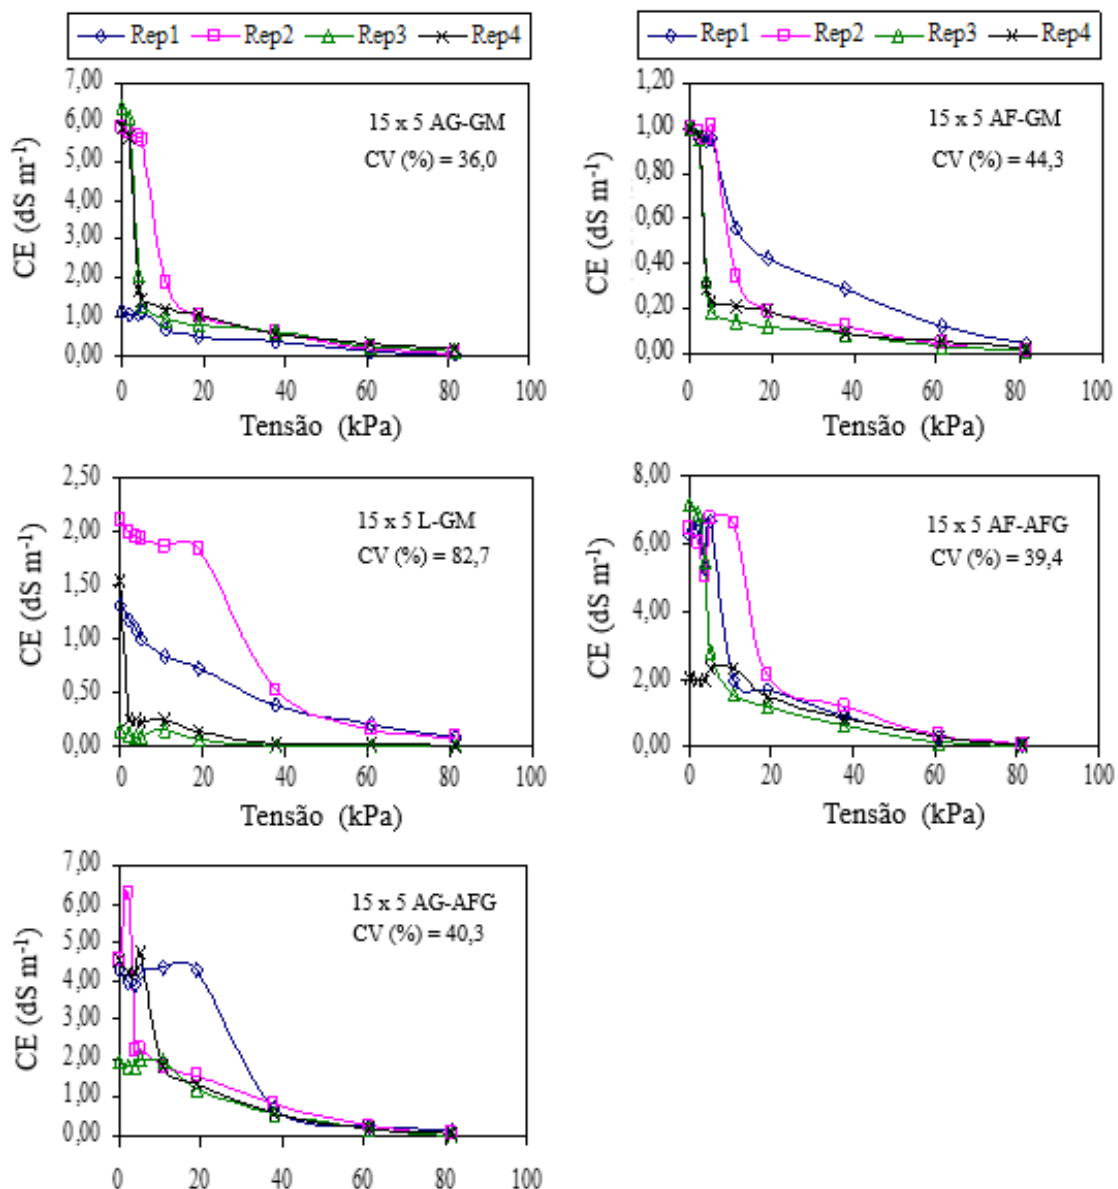 Rep1 Rep2 Rep3 Rep4
Rep1 Rep2 Rep3 Rep4
7,00
6,00
5,00
4,00
3,00
2,00
1,00
0,00
CE (dS m⁻¹)
15 x 5 AG-GM
CV (%) = 36,0
0 20 40 60 80 100
Tensão (kPa)
1,20
1,00
0,80
0,60
0,40
0,20
0,00
CE (dS m⁻¹)
15 x 5 AF-GM
CV (%) = 44,3
0 20 40 60 80 100
Tensão (kPa)
2,50
2,00
1,50
1,00
0,50
0,00
CE (dS m⁻¹)
15 x 5 L-GM
CV (%) = 82,7
0 20 40 60 80 100
Tensão (kPa)
8,00
6,00
4,00
2,00
0,00
CE (dS m⁻¹)
15 x 5 AF-AFG
CV (%) = 39,4
0 20 40 60 80 100
Tensão (kPa)
7,00
6,00
5,00
4,00
3,00
2,00
1,00
0,00
CE (dS m⁻¹)
15 x 5 AG-AFG
CV (%) = 40,3
0 20 40 60 80 100